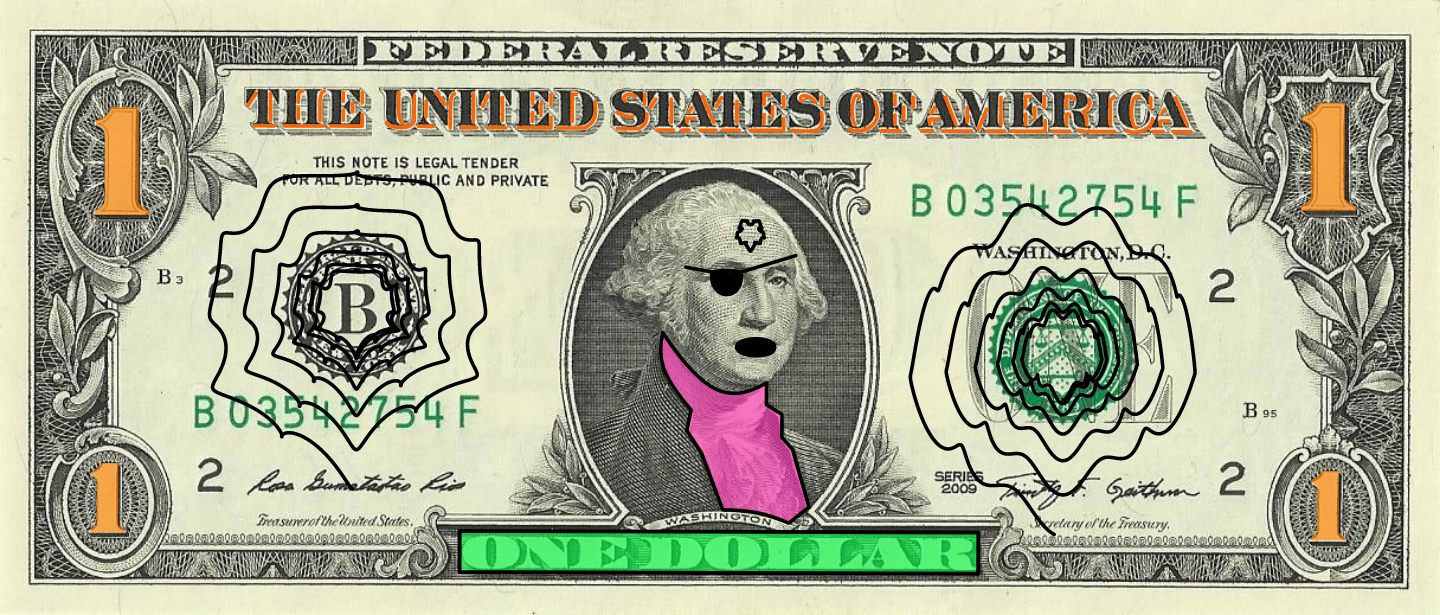 FEDERAL RESERVE NOTE
1 THE UNITED STATES OF AMERICA 1
THIS NOTE IS LEGAL TENDER
FOR ALL DEBTS, PUBLIC AND PRIVATE
B 03542754 F
WASHINGTON, D.C.
B 3 2
2
B
B 03542754 F
B 95
2
SERIES
2009
2
Treasurer of the United States.
WASHINGTON
Secretary of the Treasury.
1 ONE DOLLAR 1